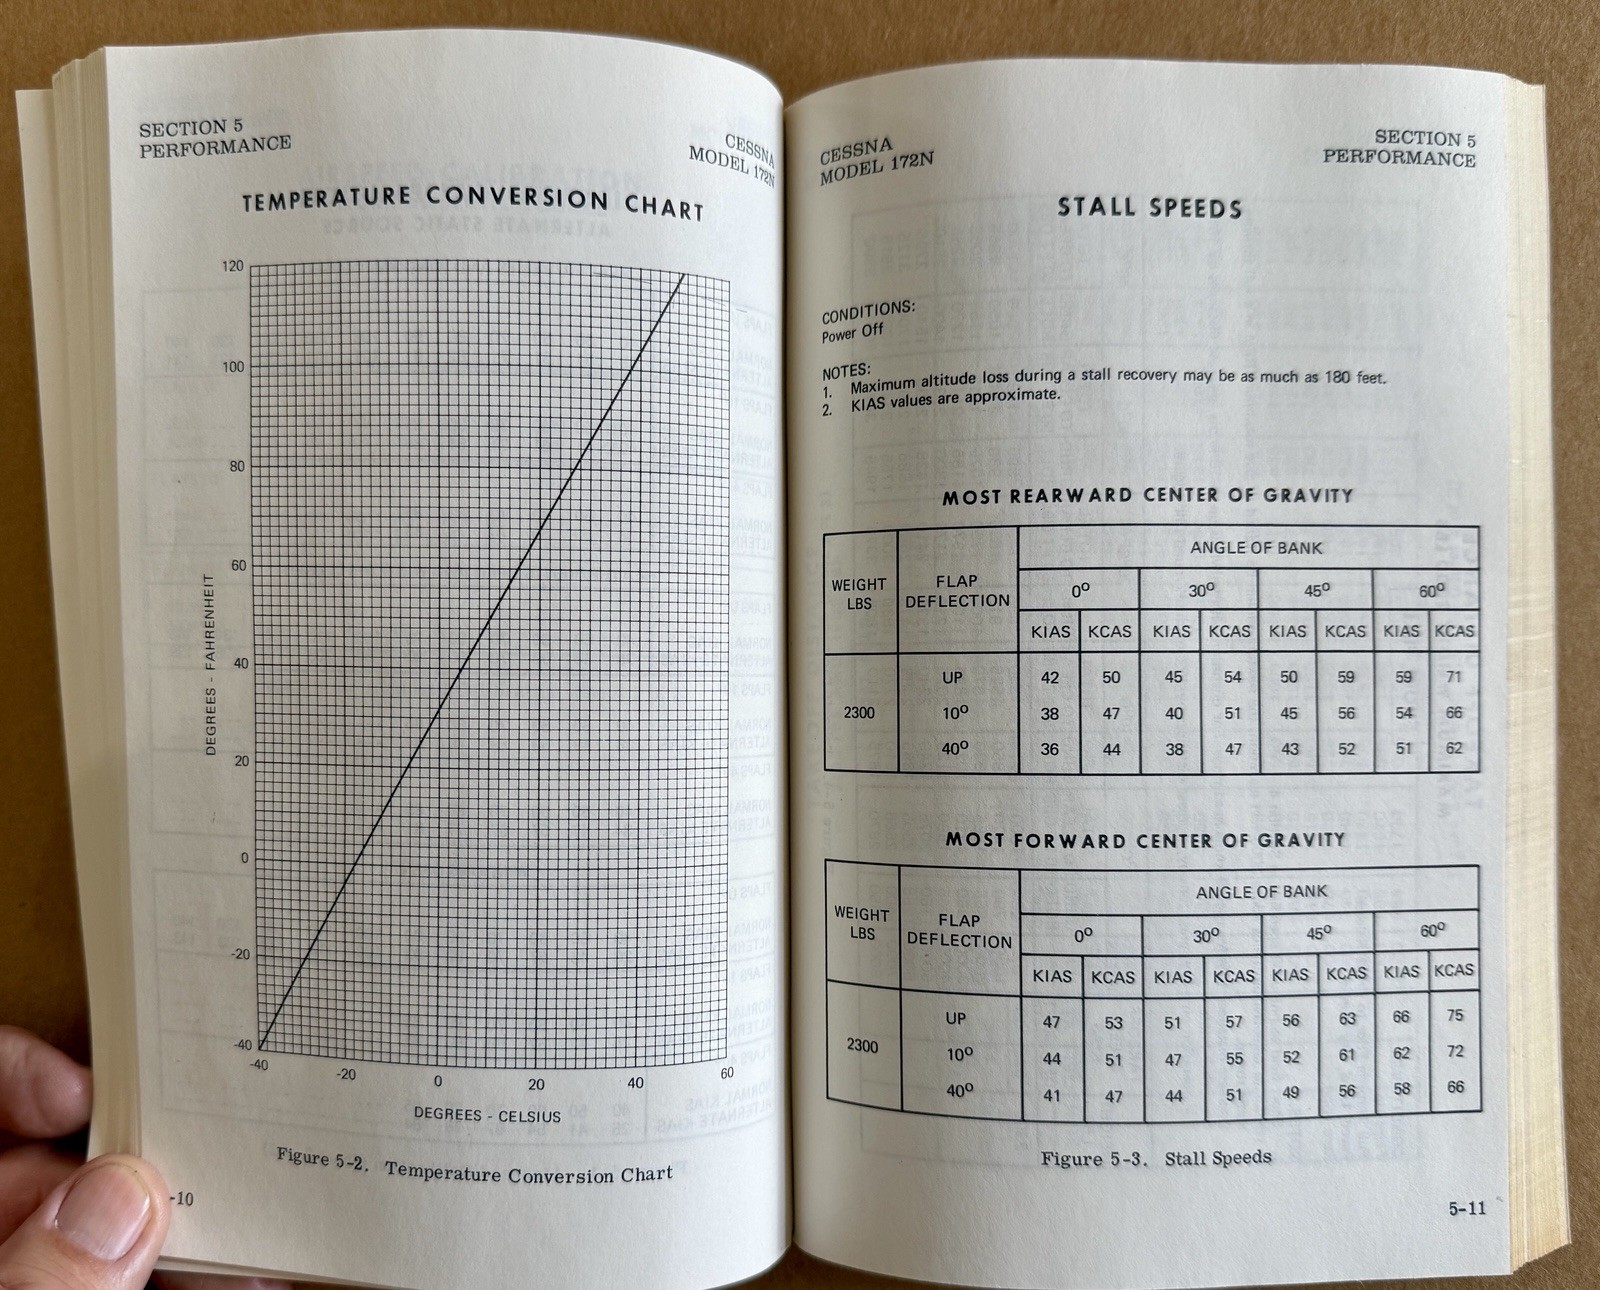 SECTION 5
PERFORMANCE
CESSNA
MODEL 172N
TEMPERATURE CONVERSION CHART
120
100
80
60
40
20
0
-20
-40
DEGREES - FAHRENHEIT
-40 -20 0 20 40 60
DEGREES - CELSIUS
Figure 5-2. Temperature Conversion Chart
-10
CESSNA
MODEL 172N
SECTION 5
PERFORMANCE
STALL SPEEDS
CONDITIONS:
Power Off
NOTES:
1. Maximum altitude loss during a stall recovery may be as much as 180 feet.
2. KIAS values are approximate.
MOST REARWARD CENTER OF GRAVITY
WEIGHT
LBS
FLAP
DEFLECTION
ANGLE OF BANK
0° 30° 45° 60°
KIAS KCAS KIAS KCAS KIAS KCAS KIAS KCAS
UP 42 50 45 54 50 59 59 71
2300 10° 38 47 40 51 45 56 54 66
40° 36 44 38 47 43 52 51 62
MOST FORWARD CENTER OF GRAVITY
WEIGHT
LBS
FLAP
DEFLECTION
ANGLE OF BANK
0° 30° 45° 60°
KIAS KCAS KIAS KCAS KIAS KCAS KIAS KCAS
UP 47 53 51 57 56 63 66 75
2300 10° 44 51 47 55 52 61 62 72
40° 41 47 44 51 49 56 58 66
Figure 5-3. Stall Speeds
5-11